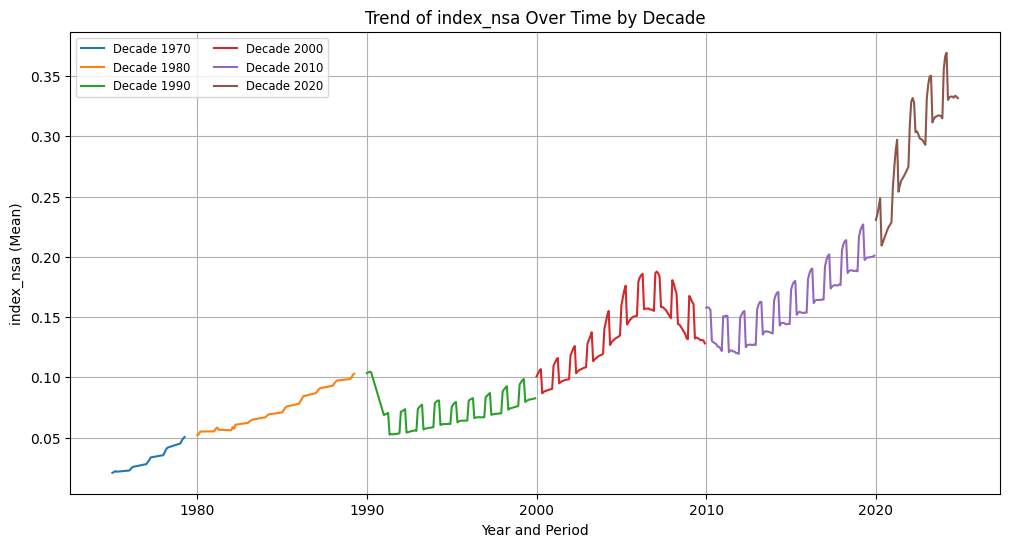 Trend of index_nsa Over Time by Decade
Decade 1970
Decade 1980
Decade 1990
Decade 2000
Decade 2010
Decade 2020
index_nsa (Mean)
0.35
0.30
0.25
0.20
0.15
0.10
0.05
1980
1990
2000
2010
2020
Year and Period